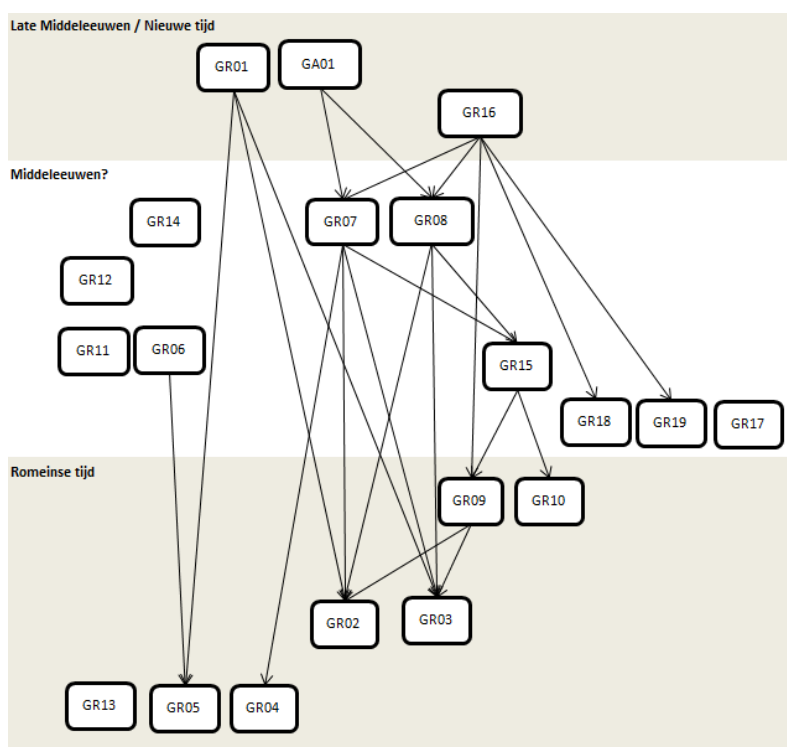 Late Middeleeuwen / Nieuwe tijd
GR01
GA01
GR16
Middeleeuwen?
GR14
GR07
GR08
GR12
GR11
GR06
GR15
GR18
GR19
GR17
Romeinse tijd
GR09
GR10
GR02
GR03
GR13
GR05
GR04